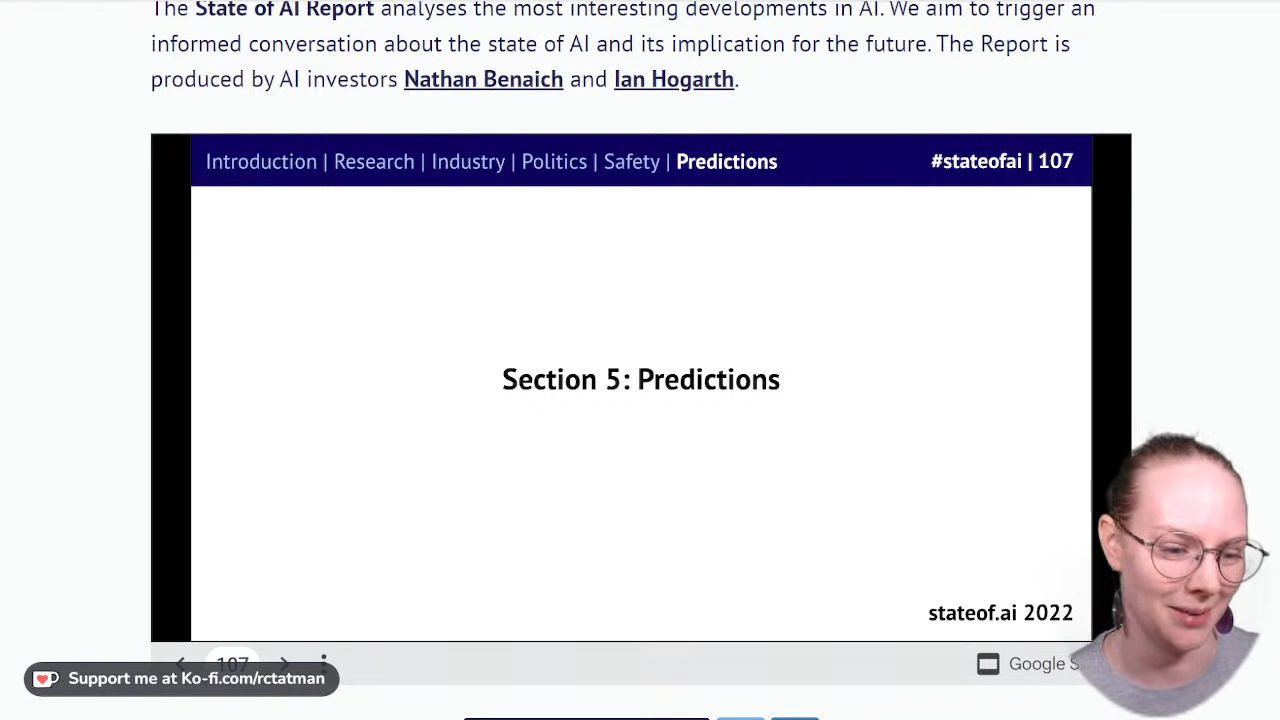 The State of AI Report analyses the most interesting developments in AI. We aim to trigger an
informed conversation about the state of AI and its implication for the future. The Report is
produced by AI investors Nathan Benaich and Ian Hogarth.
Introduction | Research | Industry | Politics | Safety | Predictions
#stateofai | 107
Section 5: Predictions
stateof.ai 2022
107
Google
Support me at Ko-fi.com/rctatman